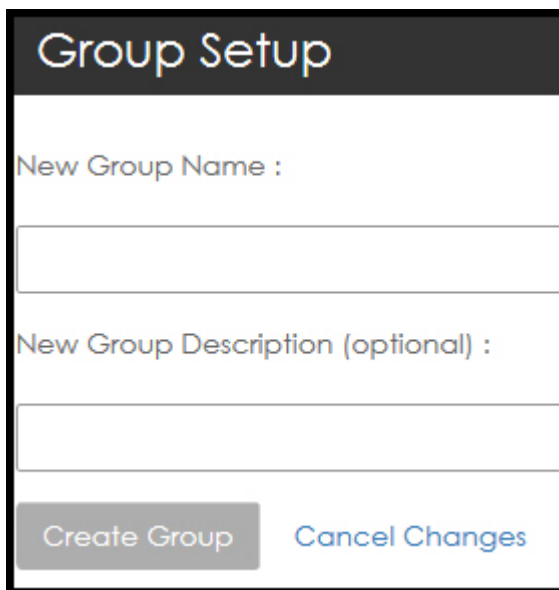 Group Setup
New Group Name :
New Group Description (optional) :
Create Group Cancel Changes